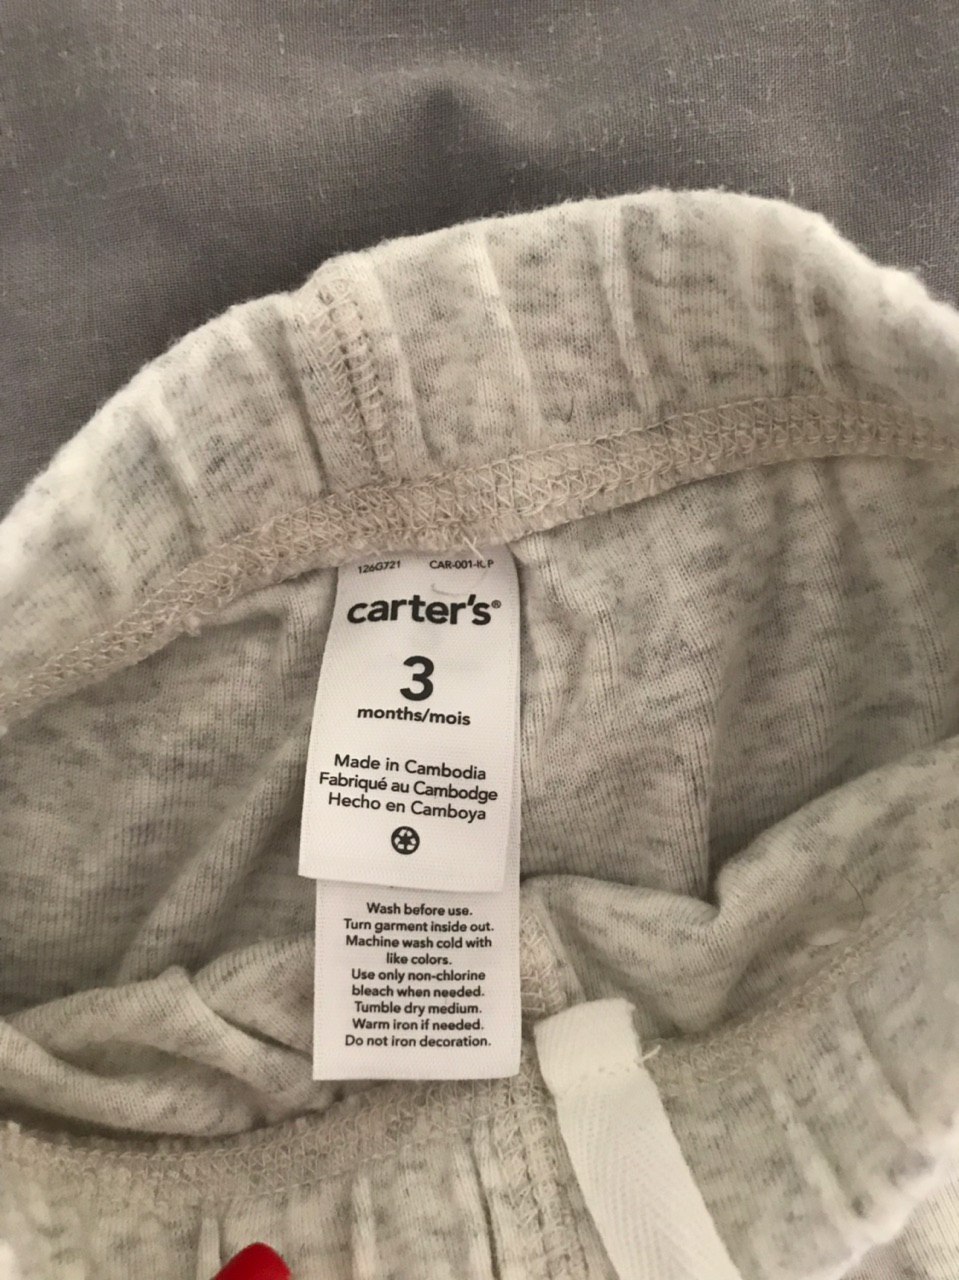 126G721 CAR-001-K.P
carter's®
3
months/mois
Made in Cambodia
Fabriqué au Cambodge
Hecho en Camboya
Wash before use.
Turn garment inside out.
Machine wash cold with
like colors.
Use only non-chlorine
bleach when needed.
Tumble dry medium.
Warm iron if needed.
Do not iron decoration.